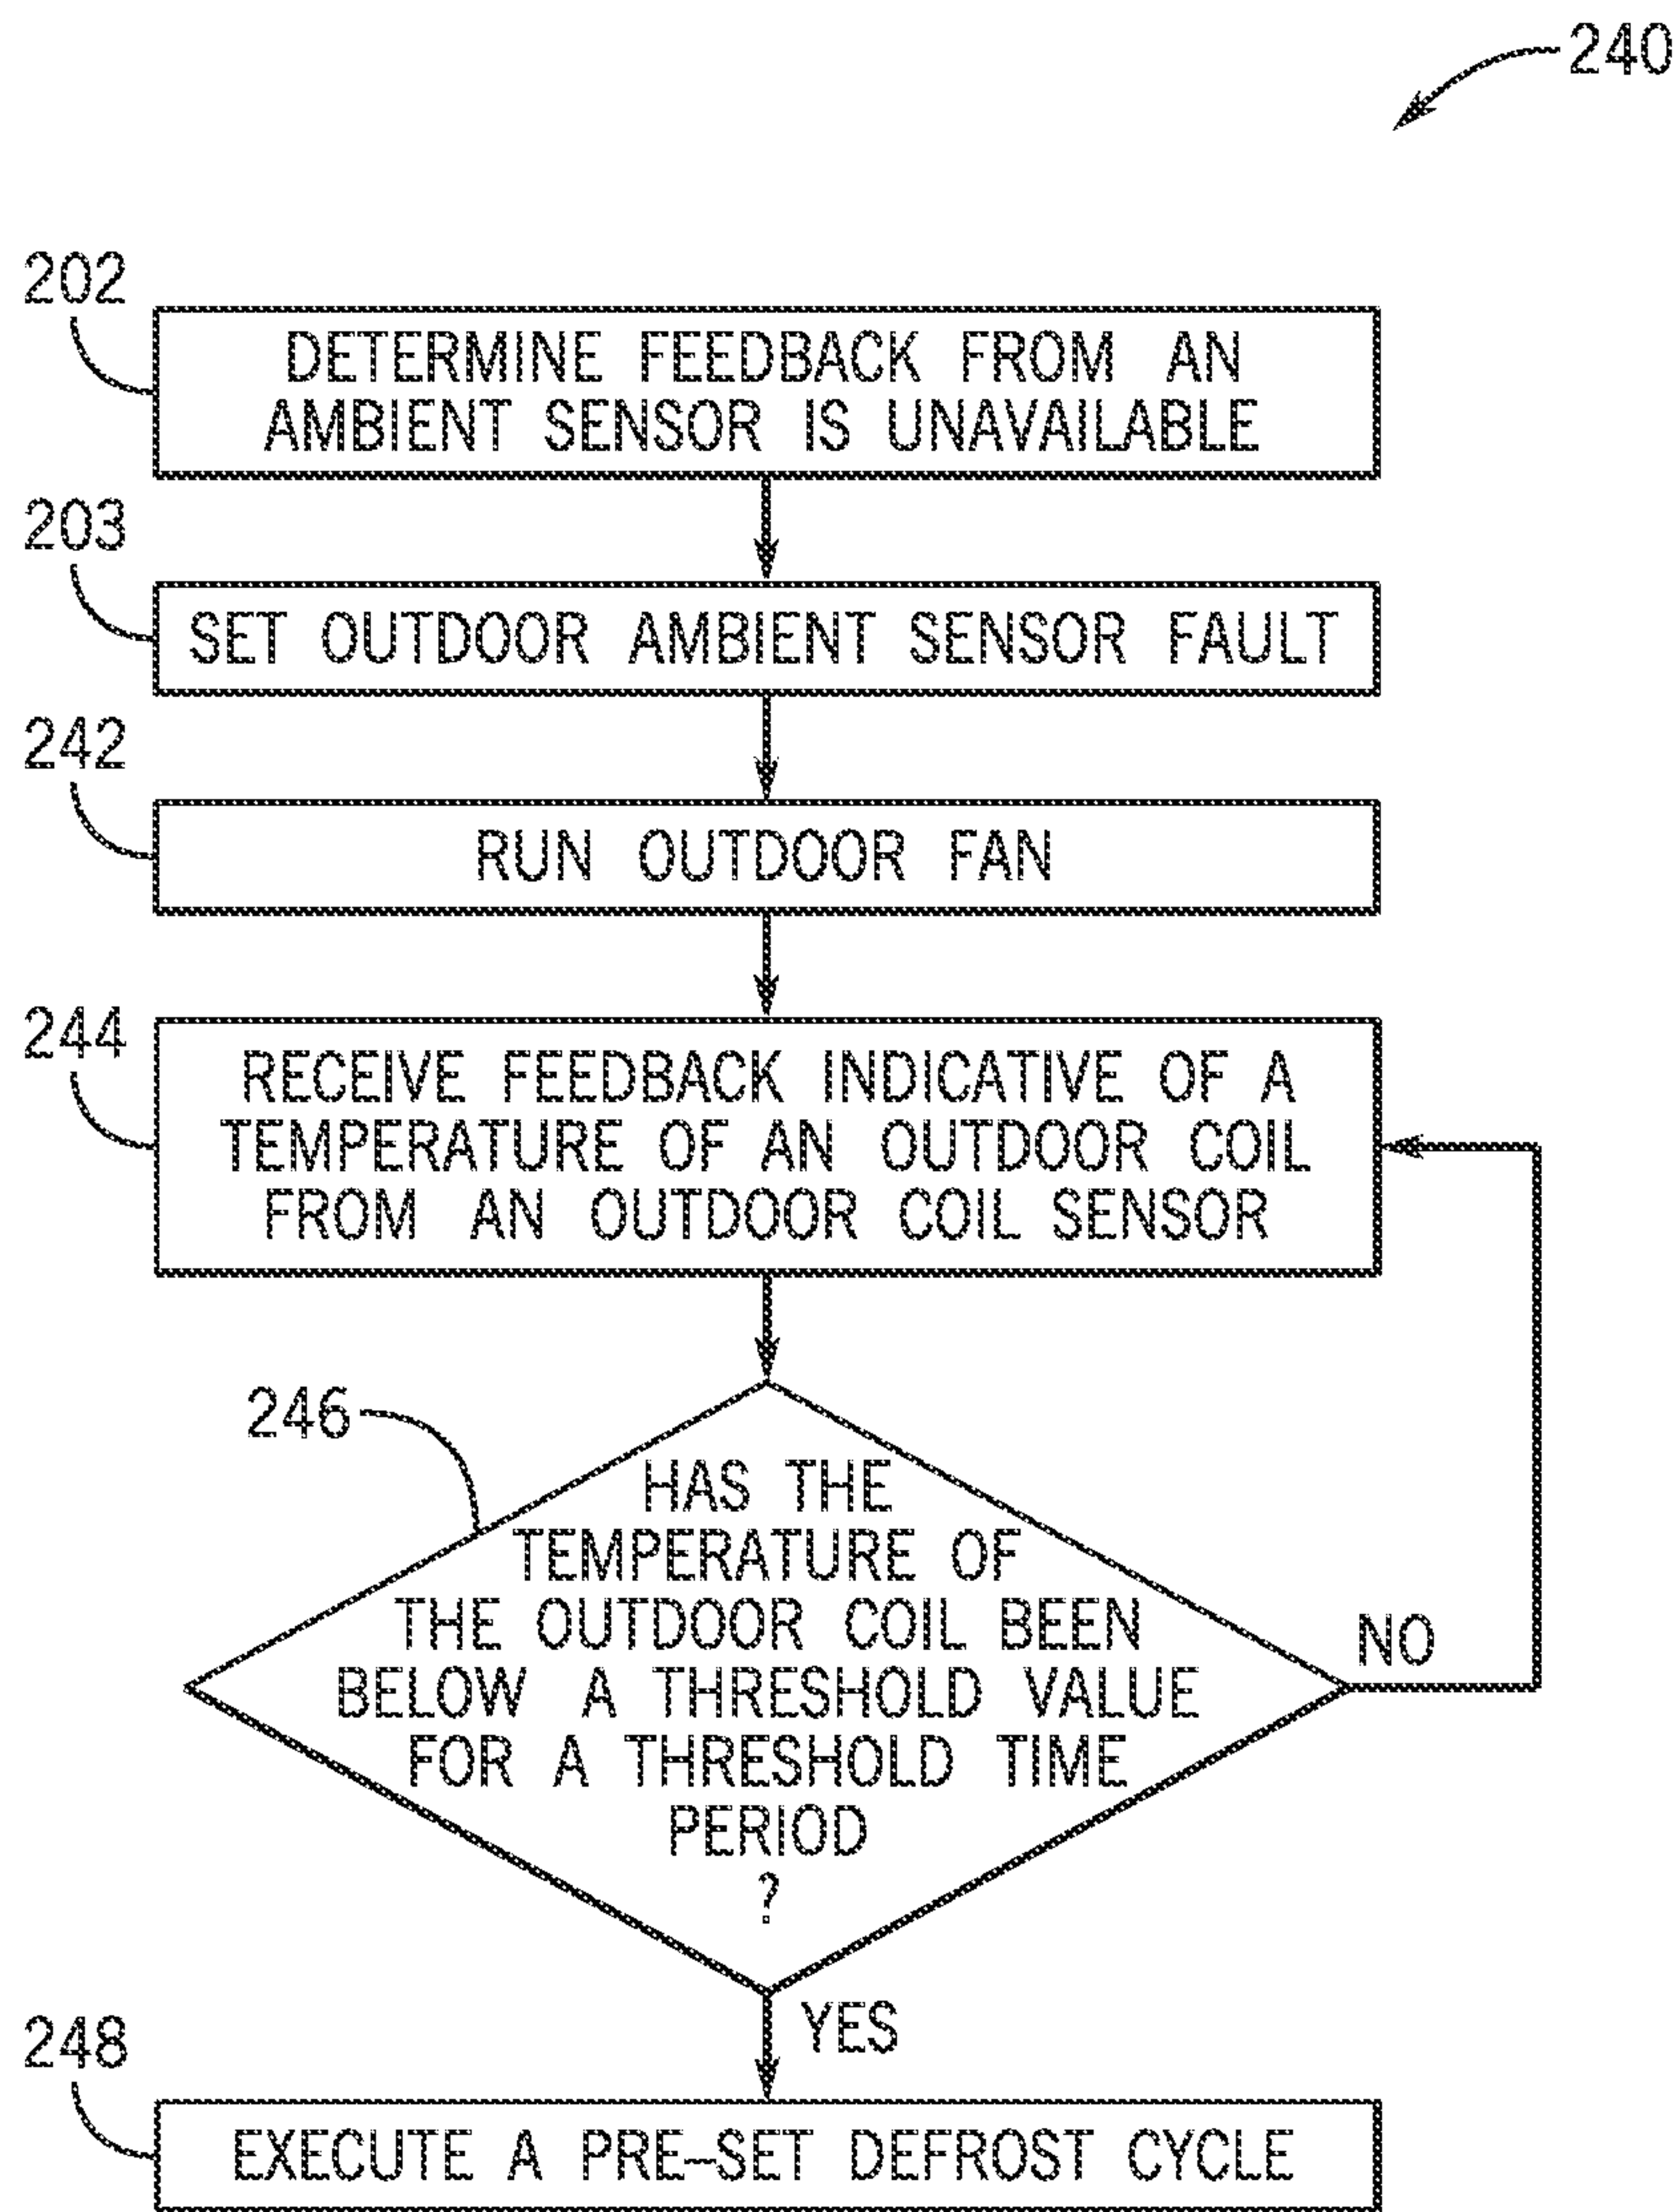 240
202
DETERMINE FEEDBACK FROM AN
AMBIENT SENSOR IS UNAVAILABLE
203
SET OUTDOOR AMBIENT SENSOR FAULT
242
RUN OUTDOOR FAN
244
RECEIVE FEEDBACK INDICATIVE OF A
TEMPERATURE OF AN OUTDOOR COIL
FROM AN OUTDOOR COIL SENSOR
246
HAS THE
TEMPERATURE OF
THE OUTDOOR COIL BEEN
BELOW A THRESHOLD VALUE
FOR A THRESHOLD TIME
PERIOD
?
NO
YES
248
EXECUTE A PRE-SET DEFROST CYCLE